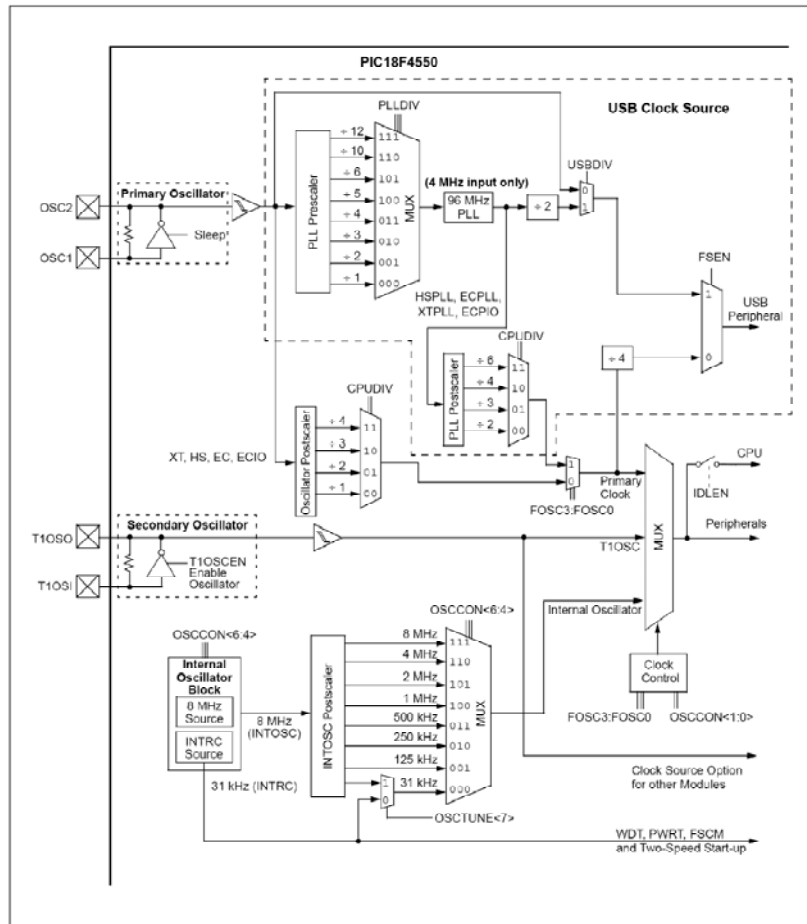 PIC18F4550
USB Clock Source
PLLDIV
÷ 12
÷ 10
÷ 6
÷ 5
÷ 4
÷ 3
÷ 2
÷ 1
111
110
101
100
011
010
001
000
PLL Prescaler
MUX
(4 MHz input only)
96 MHz
PLL
÷ 2
USBDIV
0
1
Primary Oscillator
OSC2
OSC1
Sleep
HSPLL, ECPLL,
XTPLL, ECPIO
FSEN
1
0
USB
Peripheral
÷ 4
CPUDIV
PLL Postscaler
÷ 6
÷ 4
÷ 3
÷ 2
11
10
01
00
CPUDIV
Oscillator Postscaler
÷ 4
÷ 3
÷ 2
÷ 1
11
10
01
00
XT, HS, EC, ECIO
1
0
FOSC3:FOSC0
Primary
Clock
CPU
IDLEN
Peripherals
MUX
Secondary Oscillator
T1OSO
T1OSI
T1OSCEN
Enable
Oscillator
T1OSC
Internal Oscillator
OSCCON<6:4>
OSCCON<6:4>
Internal
Oscillator
Block
8 MHz
Source
INTRC
Source
8 MHz
(INTOSC)
31 kHz (INTRC)
INTOSC Postscaler
8 MHz
4 MHz
2 MHz
1 MHz
500 kHz
250 kHz
125 kHz
31 kHz
1
0
111
110
101
100
011
010
001
000
MUX
OSCTUNE<7>
Clock
Control
FOSC3:FOSC0
OSCCON<1:0>
Clock Source Option
for other Modules
WDT, PWRT, FSCM
and Two-Speed Start-up